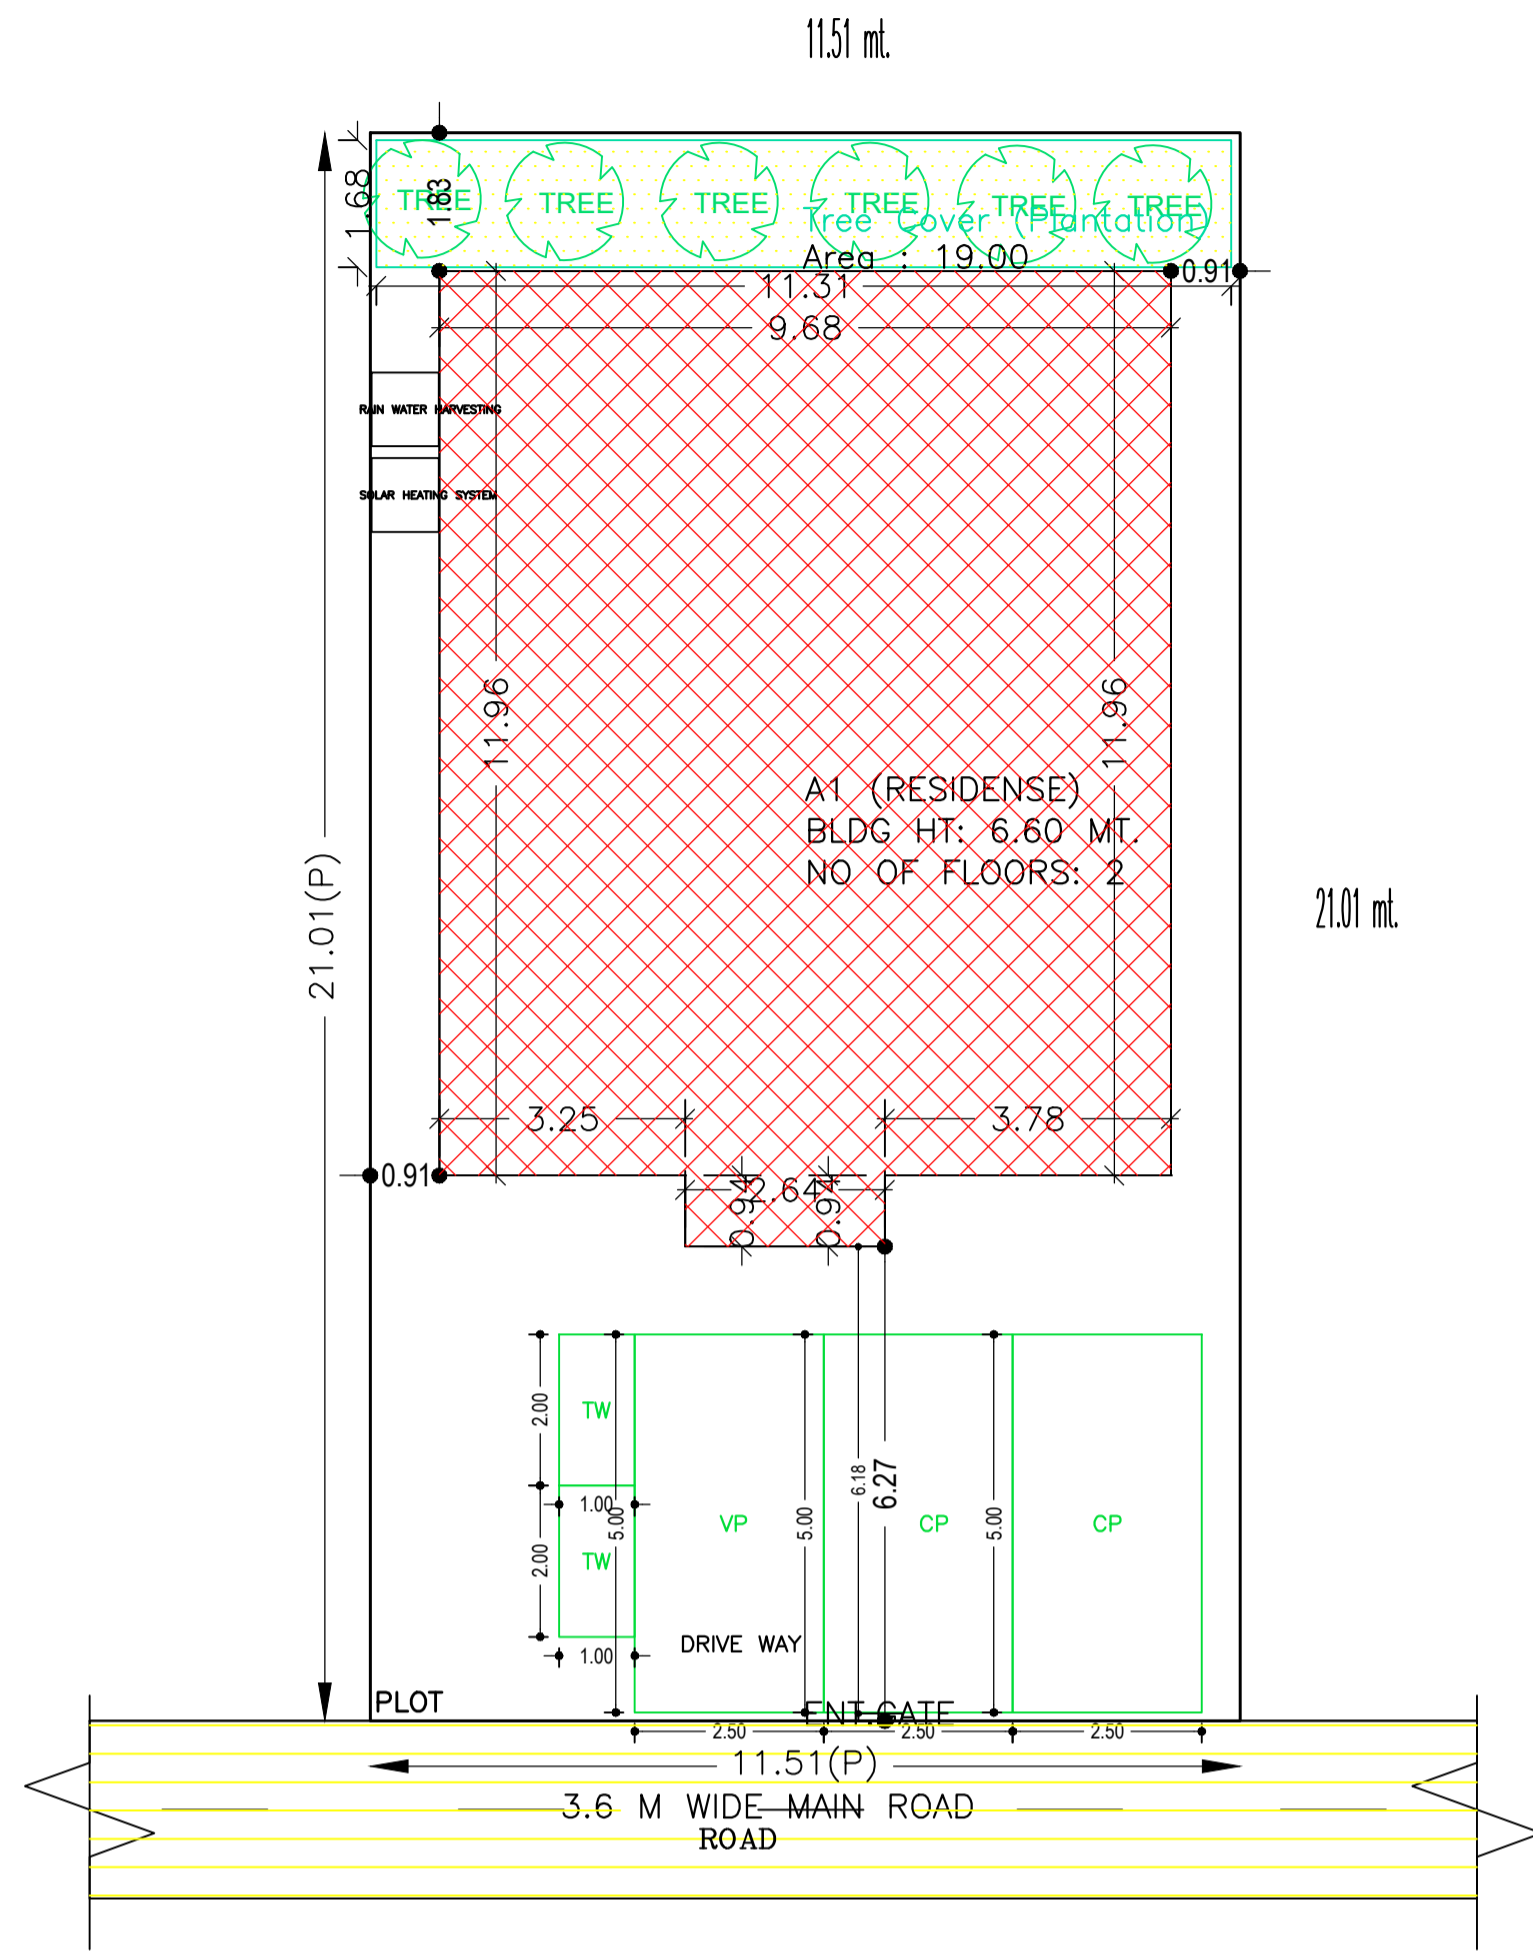 11.51 mt.
1.68
1.83
TREE
TREE
TREE
TREE
TREE
TREE
Tree Cover (Plantation)
Area : 19.00
0.91
11.31
9.68
RAIN WATER HARVESTING
SOLAR HEATING SYSTEM
11.96
11.96
A1 (RESIDENSE)
BLDG HT: 6.60 MT.
NO OF FLOORS: 2
21.01(P)
21.01 mt.
3.25
3.78
0.91
0.94
2.64
0.94
2.00
TW
6.18
6.27
1.00
5.00
VP
5.00
CP
5.00
CP
2.00
TW
DRIVE WAY
1.00
PLOT
ENT.GATE
2.50
2.50
2.50
11.51(P)
3.6 M WIDE MAIN ROAD
ROAD